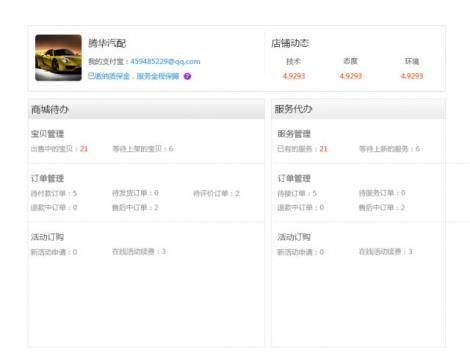 腾华汽配
我的支付宝：459485229@qq.com
已缴纳质保金，服务全程保障 ?
店铺动态
技术 态度 环境
4.9293 4.9293 4.9293
商城待办
宝贝管理
出售中的宝贝：21 等待上架的宝贝：6
订单管理
待付款订单：5 待发货订单：0 待评价订单：2
退款中订单：0 售后中订单：2
活动订购
新活动申请：0 在线活动续费：3
服务代办
服务管理
已有的服务：21 等待上新的服务：6
订单管理
待接订单：5 待服务订单：0
退款中订单：0 售后中订单：2
活动订购
新活动申请：0 在线活动续费：3